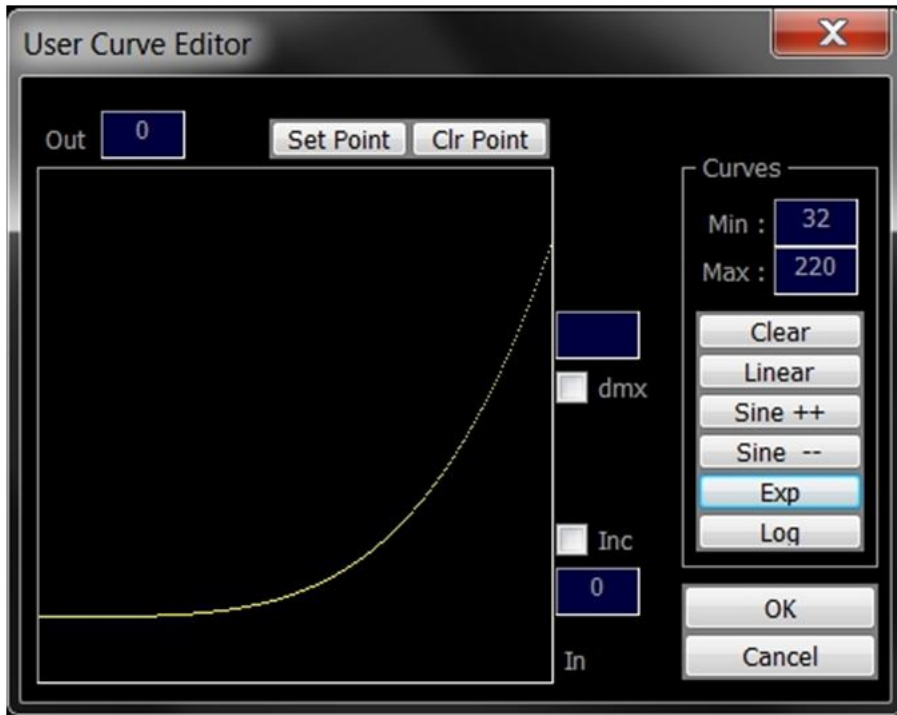 User Curve Editor
Out 0 Set Point Clr Point
Curves
Min : 32
Max : 220
Clear
Linear
dmx
Sine ++
Sine --
Exp
Inc
Log
0
OK
In
Cancel